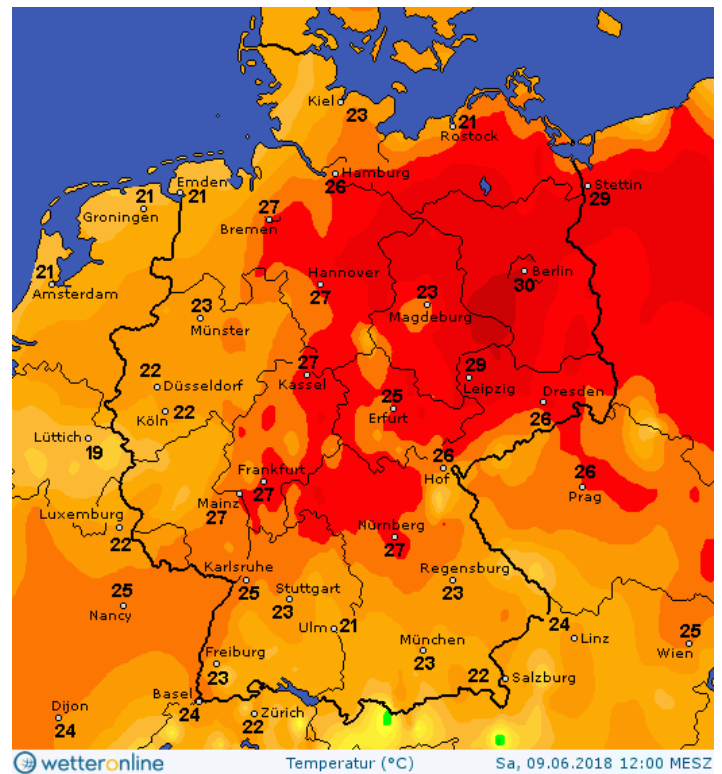 Kiel
23
21
Rostock
Hamburg
26
Stettin
29
Emden
21
21
Groningen
27
Bremen
21
Amsterdam
Hannover
27
Berlin
30
23
Magdeburg
23
Münster
27
Kassel
29
Leipzig
22
Düsseldorf
22
Köln
25
Erfurt
Dresden
26
Lüttich
19
26
Hof
26
Prag
Frankfurt
27
Mainz
27
Luxemburg
22
Nürnberg
27
Karlsruhe
25
Regensburg
23
Stuttgart
23
25
Nancy
Ulm
21
24
Linz
25
Wien
München
23
Freiburg
23
22
Salzburg
Basel
24
Dijon
24
Zürich
22
wetteronline
Temperatur (°C)
Sa, 09.06.2018 12:00 MESZ